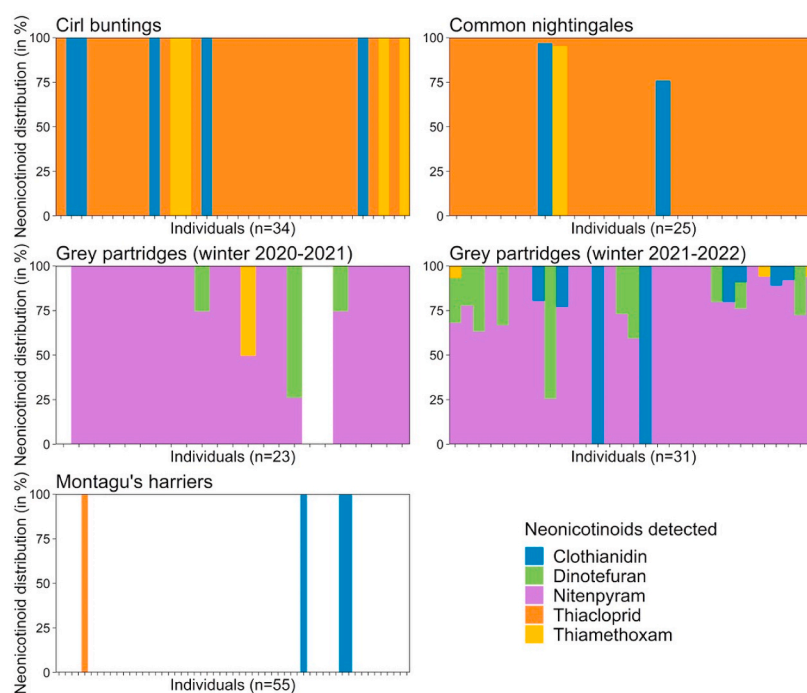 Cirl buntings
Common nightingales
Neonicotinoid distribution (in %)
100
75
50
25
0
Individuals (n=34)
100
75
50
25
0
Individuals (n=25)
Grey partridges (winter 2020-2021)
Grey partridges (winter 2021-2022)
Neonicotinoid distribution (in %)
100
75
50
25
0
Individuals (n=23)
100
75
50
25
0
Individuals (n=31)
Montagu's harriers
Neonicotinoid distribution (in %)
100
75
50
25
0
Individuals (n=55)
Neonicotinoids detected
Clothianidin
Dinotefuran
Nitenpyram
Thiacloprid
Thiamethoxam